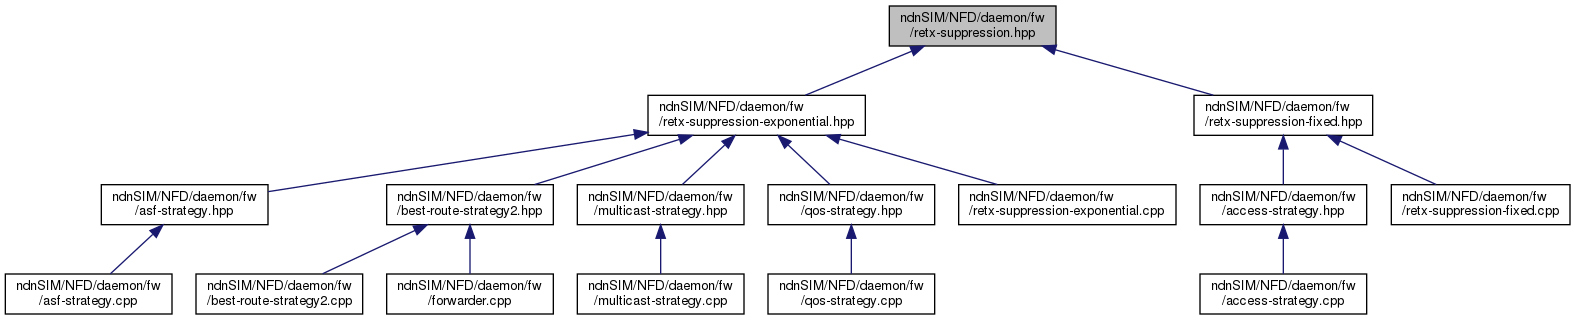 ndnSIM/NFD/daemon/fw
/retx-suppression.hpp
ndnSIM/NFD/daemon/fw
/retx-suppression-exponential.hpp
ndnSIM/NFD/daemon/fw
/retx-suppression-fixed.hpp
ndnSIM/NFD/daemon/fw
/asf-strategy.hpp
ndnSIM/NFD/daemon/fw
/best-route-strategy2.hpp
ndnSIM/NFD/daemon/fw
/multicast-strategy.hpp
ndnSIM/NFD/daemon/fw
/qos-strategy.hpp
ndnSIM/NFD/daemon/fw
/retx-suppression-exponential.cpp
ndnSIM/NFD/daemon/fw
/access-strategy.hpp
ndnSIM/NFD/daemon/fw
/retx-suppression-fixed.cpp
ndnSIM/NFD/daemon/fw
/asf-strategy.cpp
ndnSIM/NFD/daemon/fw
/best-route-strategy2.cpp
ndnSIM/NFD/daemon/fw
/forwarder.cpp
ndnSIM/NFD/daemon/fw
/multicast-strategy.cpp
ndnSIM/NFD/daemon/fw
/qos-strategy.cpp
ndnSIM/NFD/daemon/fw
/access-strategy.cpp